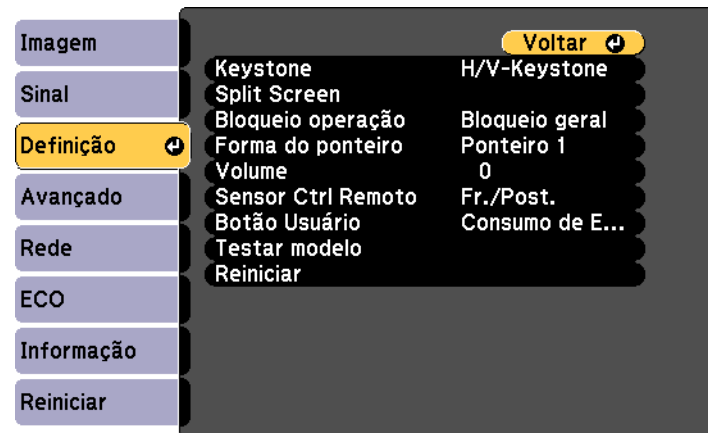 Imagem
Sinal
Definição
Avançado
Rede
ECO
Informação
Reiniciar
Voltar
Keystone H/V-Keystone
Split Screen
Bloqueio operação Bloqueio geral
Forma do ponteiro Ponteiro 1
Volume 0
Sensor Ctrl Remoto Fr./Post.
Botão Usuário Consumo de E...
Testar modelo
Reiniciar